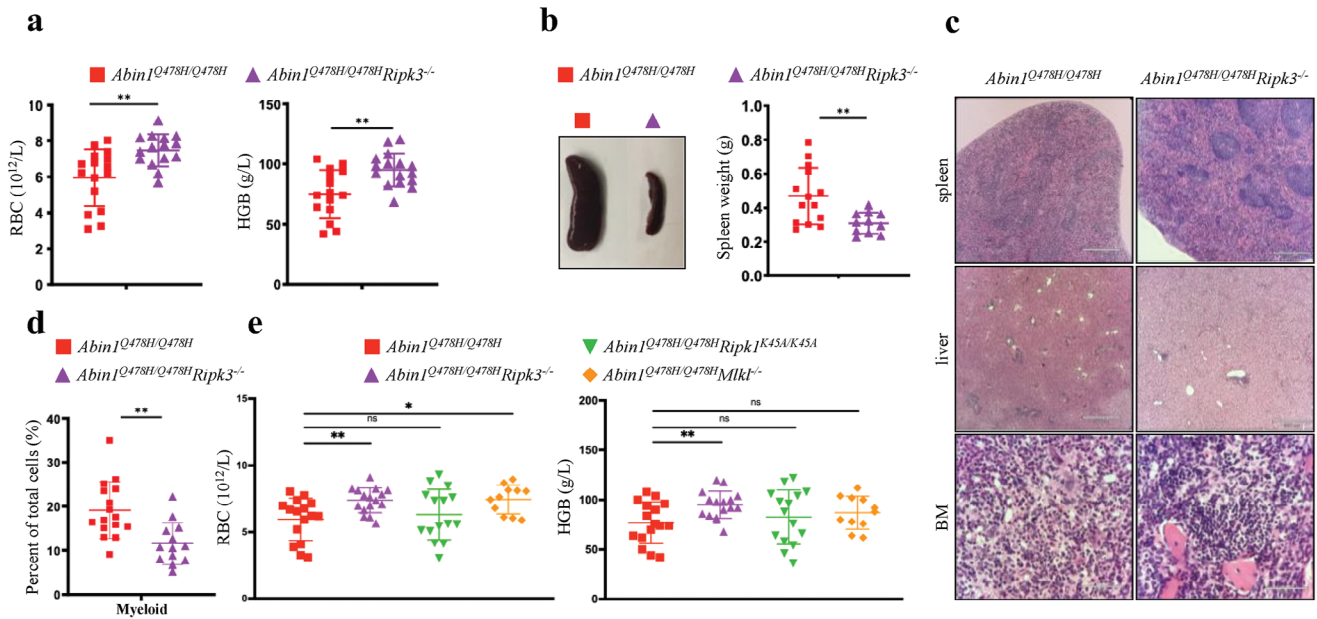 a
Abin1Q478H/Q478H
Abin1Q478H/Q478HRipk3-/-
RBC (10¹²/L)
10
8
6
4
2
0
**
HGB (g/L)
150
100
50
0
**
b
Abin1Q478H/Q478H
Abin1Q478H/Q478HRipk3-/-
Spleen weight (g)
1.0
0.8
0.6
0.4
0.2
0.0
**
c
Abin1Q478H/Q478H
Abin1Q478H/Q478HRipk3-/-
spleen
liver
BM
d
Abin1Q478H/Q478H
Abin1Q478H/Q478HRipk3-/-
Percent of total cells (%)
40
30
20
10
0
**
Myeloid
e
Abin1Q478H/Q478H
Abin1Q478H/Q478HRipk3-/-
Abin1Q478H/Q478HRipk1K45A/K45A
Abin1Q478H/Q478HMlkl-/-
RBC (10¹²/L)
15
10
5
0
*
ns
**
HGB (g/L)
200
150
100
50
0
ns
ns
**